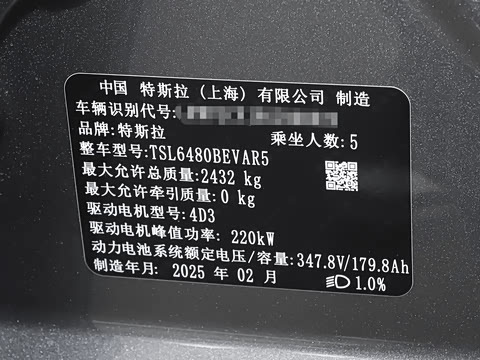 中国 特斯拉 (上海) 有限公司 制造
车辆识别代号:
品牌:特斯拉 乘坐人数:5
整车型号:TSL6480BEVAR5
最大允许总质量:2432 kg
最大允许牵引质量:0 kg
驱动电机型号:4D3
驱动电机峰值功率: 220kW
动力电池系统额定电压/容量:347.8V/179.8Ah
制造年月: 2025 年 02 月 1.0%